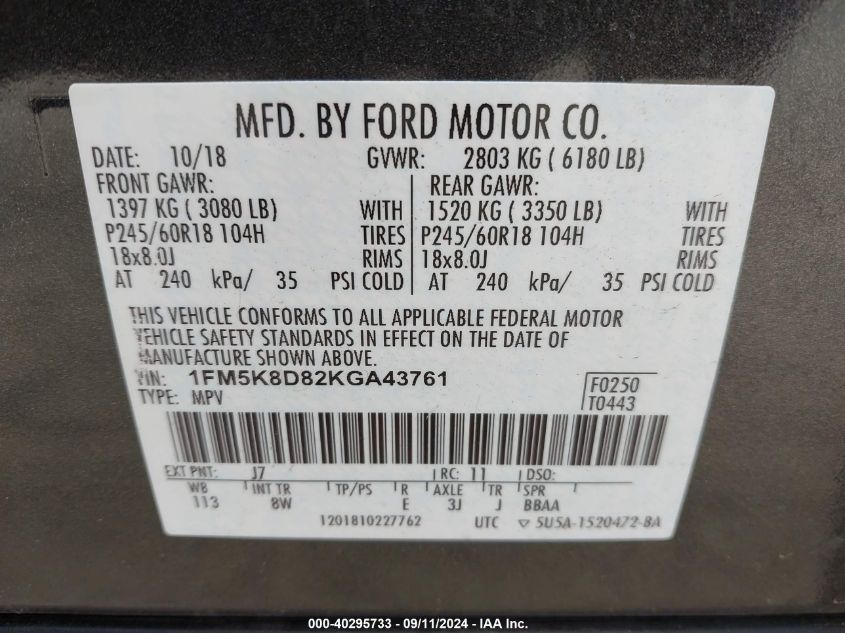 MFD. BY FORD MOTOR CO.
DATE: 10/18 GVWR: 2803 KG ( 6180 LB)
FRONT GAWR: REAR GAWR:
1397 KG ( 3080 LB) WITH 1520 KG ( 3350 LB) WITH
P245/60R18 104H TIRES P245/60R18 104H TIRES
18x8.0J RIMS 18x8.0J RIMS
AT 240 kPa/ 35 PSI COLD AT 240 kPa/ 35 PSI COLD
THIS VEHICLE CONFORMS TO ALL APPLICABLE FEDERAL MOTOR
VEHICLE SAFETY STANDARDS IN EFFECT ON THE DATE OF
MANUFACTURE SHOWN ABOVE.
VIN: 1FM5K8D82KGA43761 F0250
TYPE: MPV T0443
EXT PNT: J7 RC: 11 DSO:
WB INT TR TP/PS R AXLE TR SPR
113 8W E 3J J BBAA
1201810227762 UTC ▽ 5U5A-1520472-BA
000-40295733 - 09/11/2024 - IAA Inc.